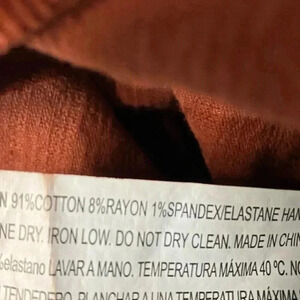 91%COTTON 8%RAYON 1%SPANDEX/ELASTANE
DRY. IRON LOW. DO NOT DRY CLEAN. MADE IN
elastano LAVAR A MANO. TEMPERATURA MÁXIMA 40 ºC.
TENDEDERO. PLANCHAR A UNA TEMPERATURA